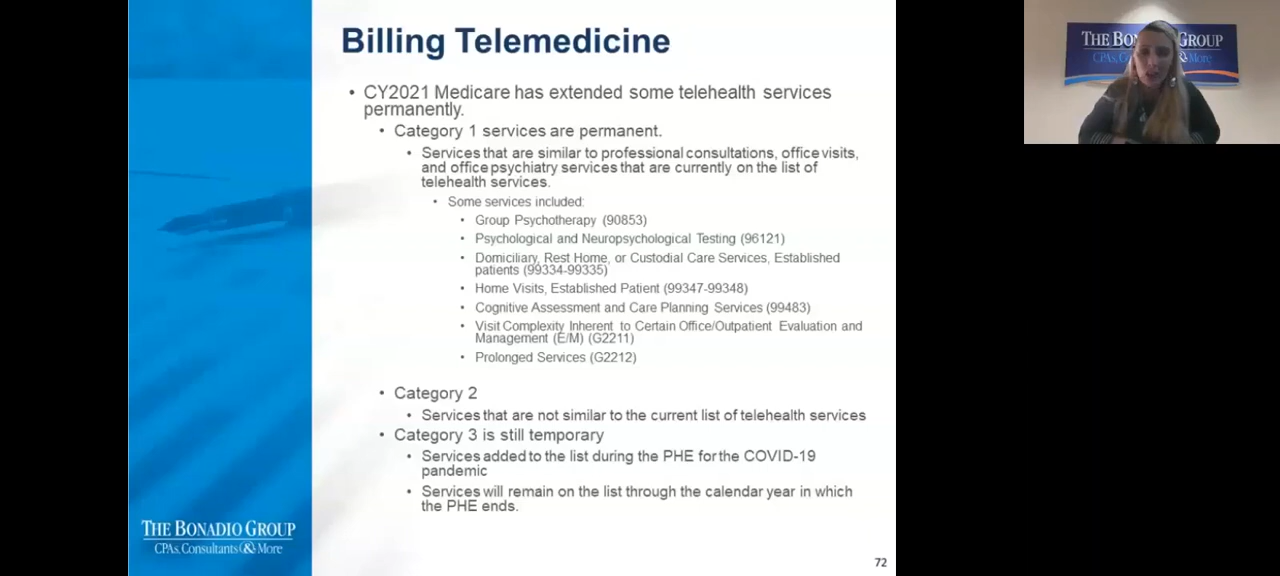 Billing Telemedicine
• CY2021 Medicare has extended some telehealth services
permanently.
• Category 1 services are permanent.
• Services that are similar to professional consultations, office visits,
and office psychiatry services that are currently on the list of
telehealth services.
• Some services included:
• Group Psychotherapy (90853)
• Psychological and Neuropsychological Testing (96121)
• Domiciliary, Rest Home, or Custodial Care Services, Established
patients (99334-99335)
• Home Visits, Established Patient (99347-99348)
• Cognitive Assessment and Care Planning Services (99483)
• Visit Complexity Inherent to Certain Office/Outpatient Evaluation and
Management (E/M) (G2211)
• Prolonged Services (G2212)
• Category 2
• Services that are not similar to the current list of telehealth services
• Category 3 is still temporary
• Services added to the list during the PHE for the COVID-19
pandemic
• Services will remain on the list through the calendar year in which
the PHE ends.
THE BONADIO GROUP
CPAs, Consultants & More
72
THE BO GROUP
CPAs, C & More